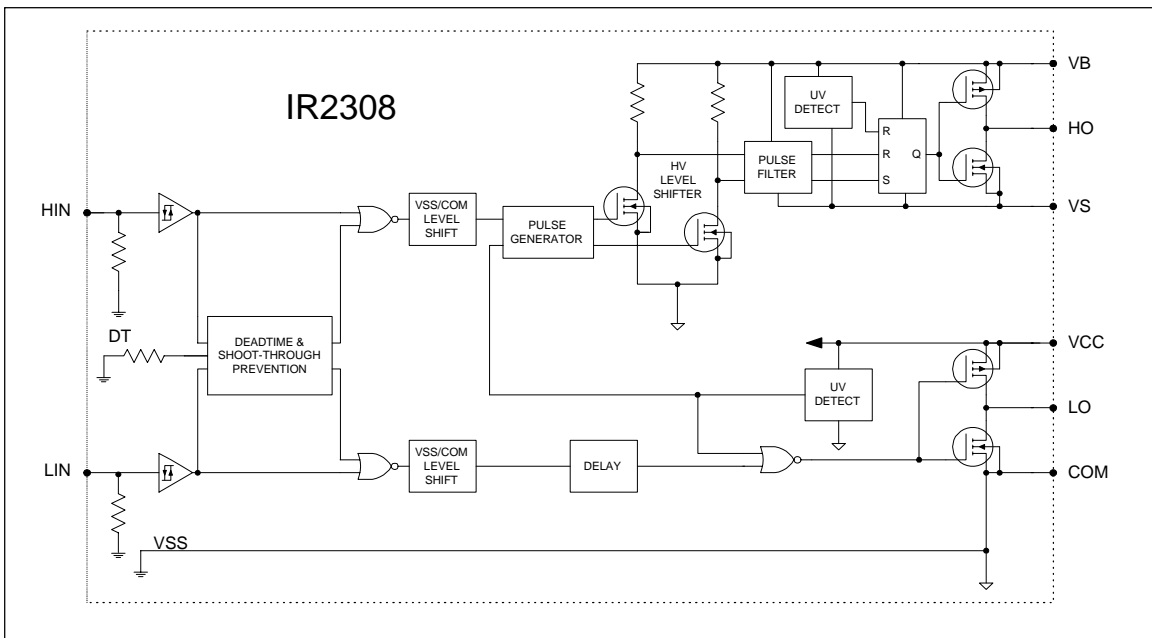 IR2308
VB
UV
DETECT
HO
R
R
Q
S
PULSE
FILTER
HV
LEVEL
SHIFTER
VS
HIN
VSS/COM
LEVEL
SHIFT
PULSE
GENERATOR
DT
DEADTIME &
SHOOT-THROUGH
PREVENTION
VCC
UV
DETECT
LO
LIN
VSS/COM
LEVEL
SHIFT
DELAY
COM
VSS